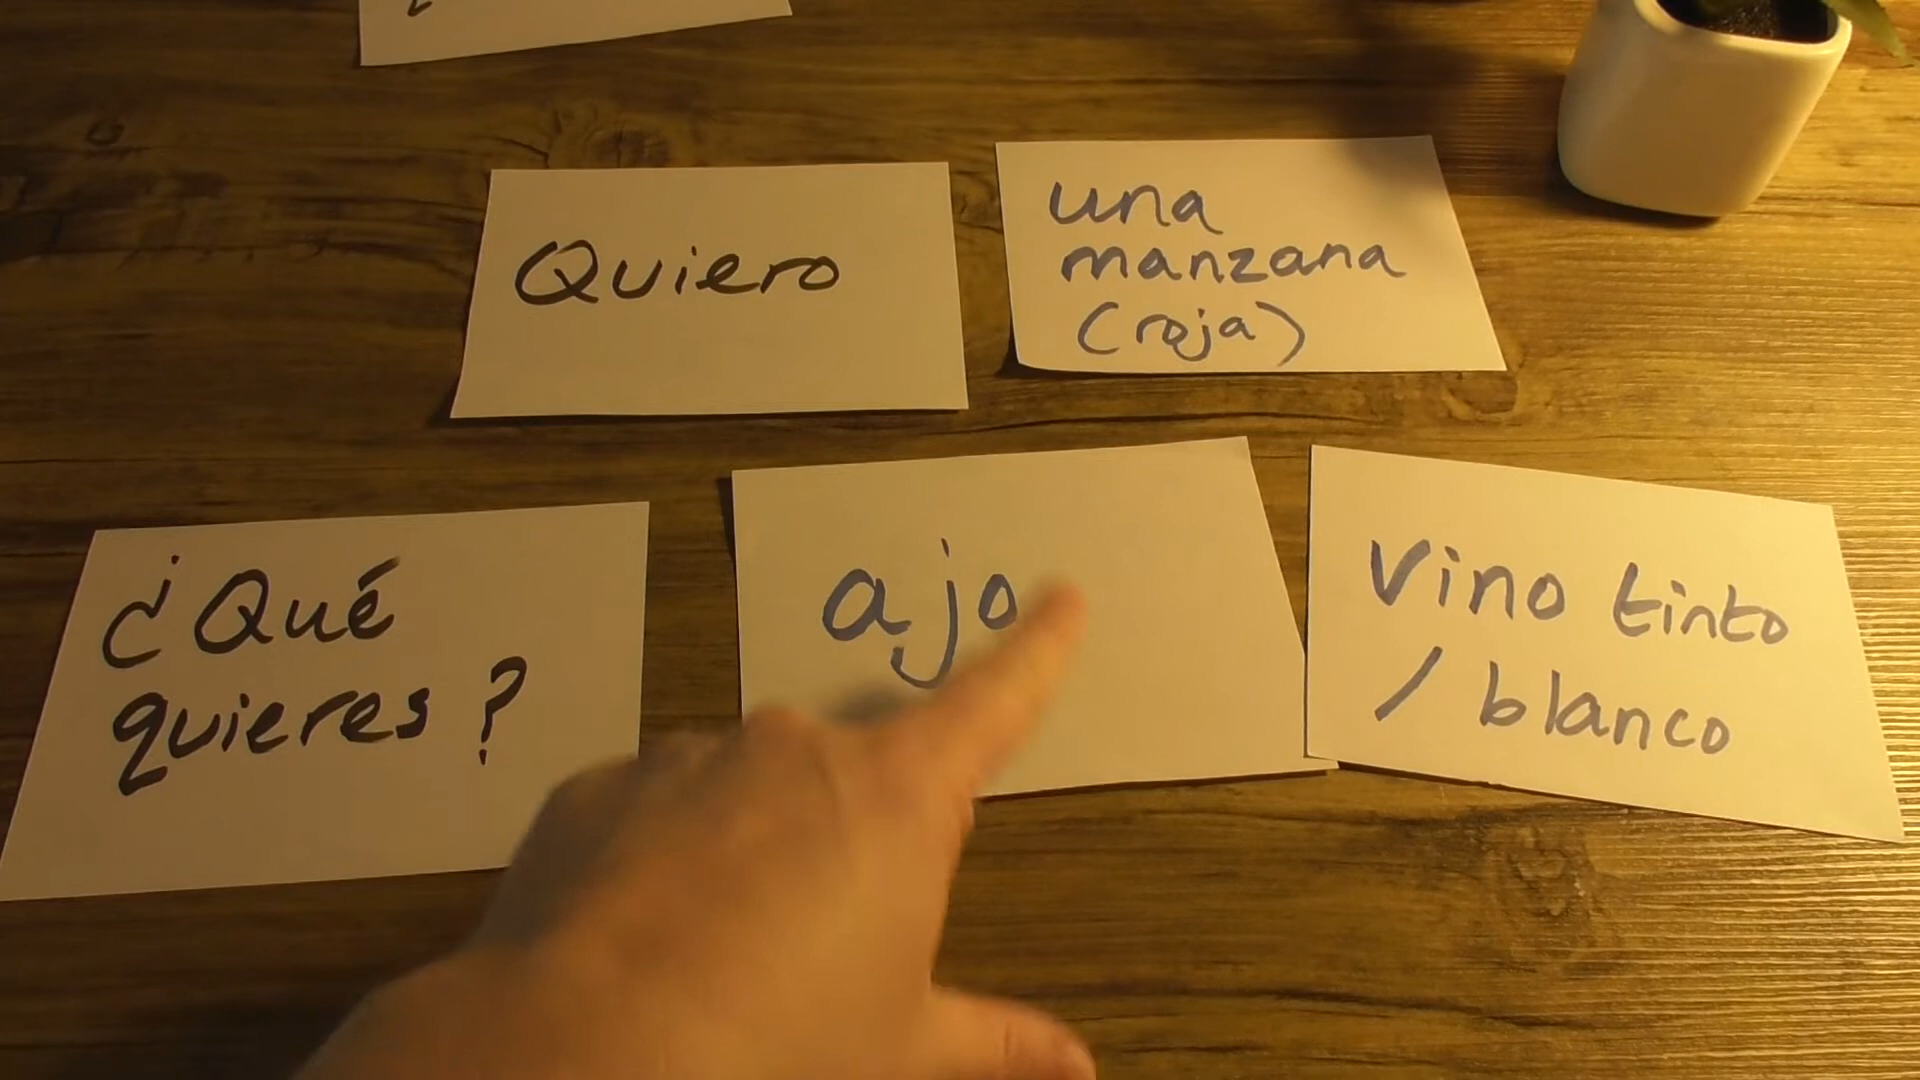 Quiero
una
manzana
(roja)
¿Qué
quieres?
ajo
vino tinto
/ blanco